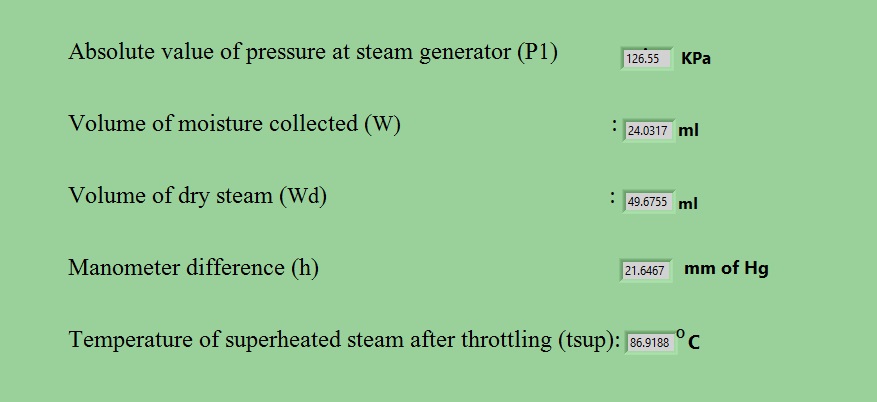 Absolute value of pressure at steam generator (P1) 126.55 KPa
Volume of moisture collected (W) : 24.0317 ml
Volume of dry steam (Wd) : 49.6755 ml
Manometer difference (h) 21.6467 mm of Hg
Temperature of superheated steam after throttling (tsup): 86.9188 ⁰ C